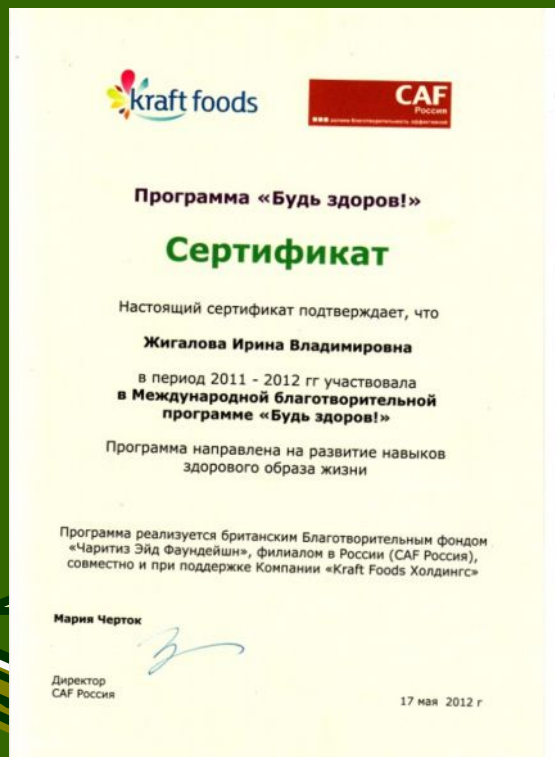 kraft foods
CAF
Россия
Программа «Будь здоров!»
Сертификат
Настоящий сертификат подтверждает, что
Жигалова Ирина Владимировна
в период 2011 - 2012 гг участвовала
в Международной благотворительной
программе «Будь здоров!»
Программа направлена на развитие навыков
здорового образа жизни
Программа реализуется британским Благотворительным фондом
«Чаритиз Эйд Фаундейшн», филиалом в России (CAF Россия),
совместно и при поддержке Компании «Kraft Foods Холдингс»
Мария Черток
Директор
CAF Россия
17 мая 2012 г